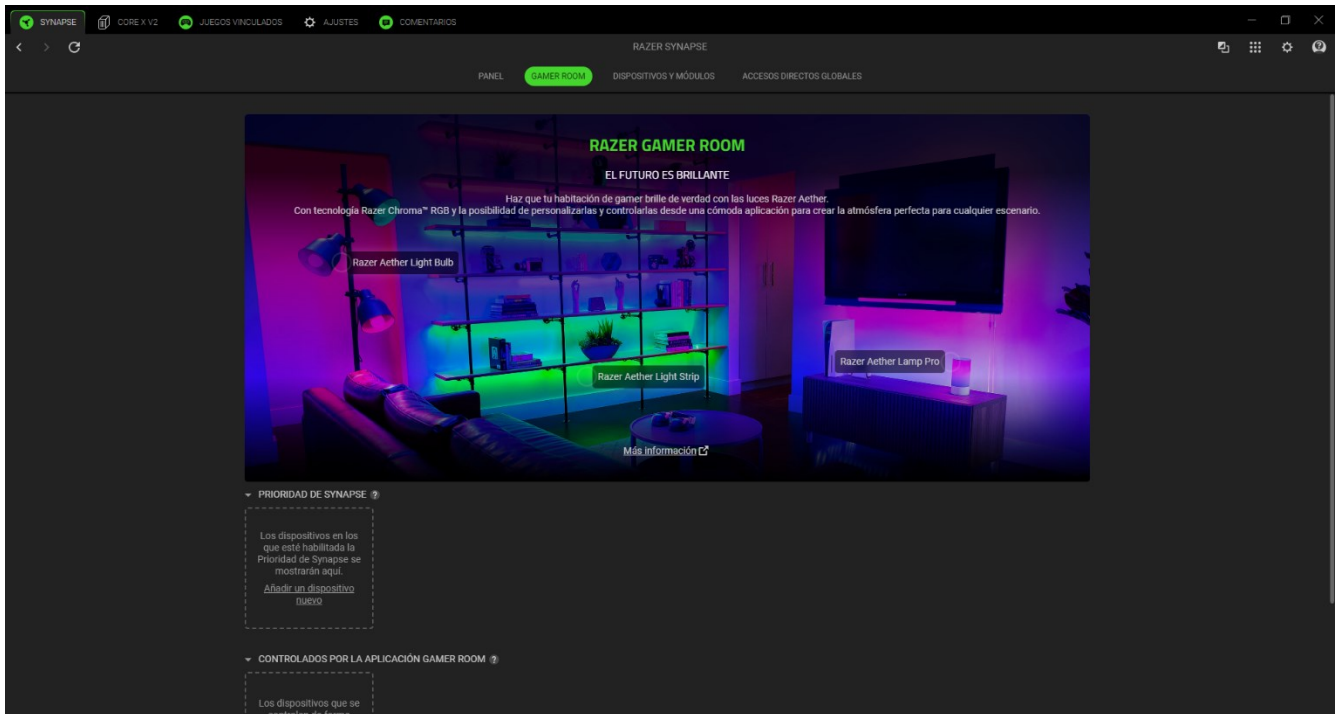 SYNAPSE
CORE X V2
JUEGOS VINCULADOS
AJUSTES
COMENTARIOS
RAZER SYNAPSE
PANEL
GAMER ROOM
DISPOSITIVOS Y MÓDULOS
ACCESOS DIRECTOS GLOBALES
RAZER GAMER ROOM
EL FUTURO ES BRILLANTE
Haz que tu habitación de gamer brille de verdad con las luces Razer Aether.
Con tecnología Razer Chroma™ RGB y la posibilidad de personalizarlas y controlarlas desde una cómoda aplicación para crear la atmósfera perfecta para cualquier escenario.
Razer Aether Light Bulb
Razer Aether Lamp Pro
Razer Aether Light Strip
Más información
PRIORIDAD DE SYNAPSE ?
Los dispositivos en los
que esté habilitada la
Prioridad de Synapse se
mostrarán aquí.
Añadir un dispositivo
nuevo
CONTROLADOS POR LA APLICACIÓN GAMER ROOM ?
Los dispositivos que se
controlan de forma